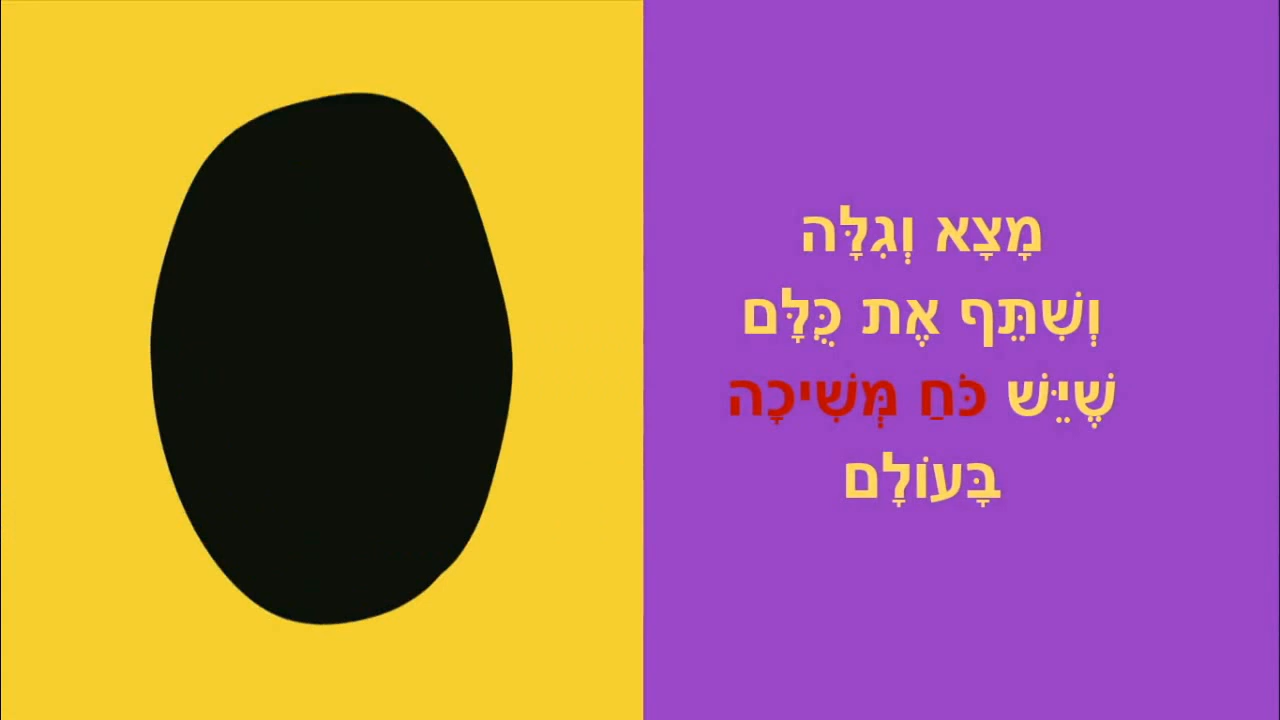 מָצָא וְגִלָּה
וְשִׁתֵּף אֶת כֻּלָּם
שֶׁיֵּשׁ כֹּחַ מְּשִׁיכָה
בָּעוֹלָם